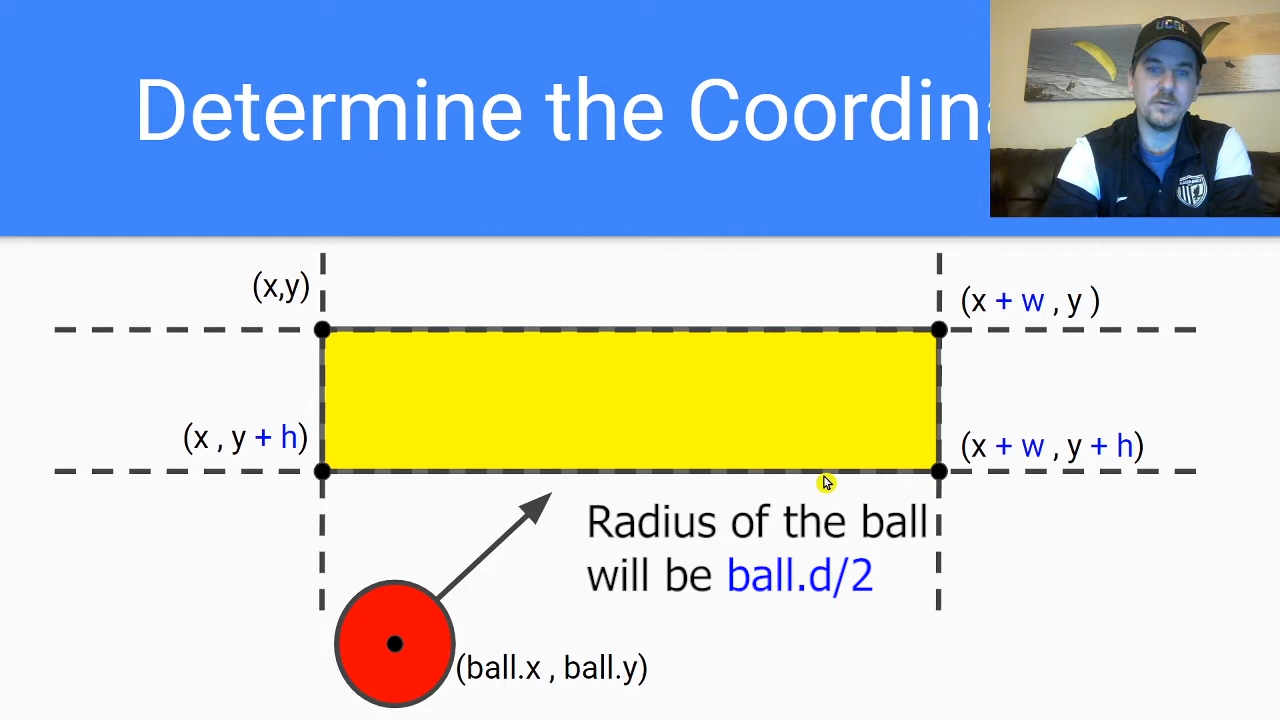 Determine the Coordina
(x,y)
(x + w , y )
(x , y + h)
(x + w , y + h)
Radius of the ball
will be ball.d/2
(ball.x , ball.y)